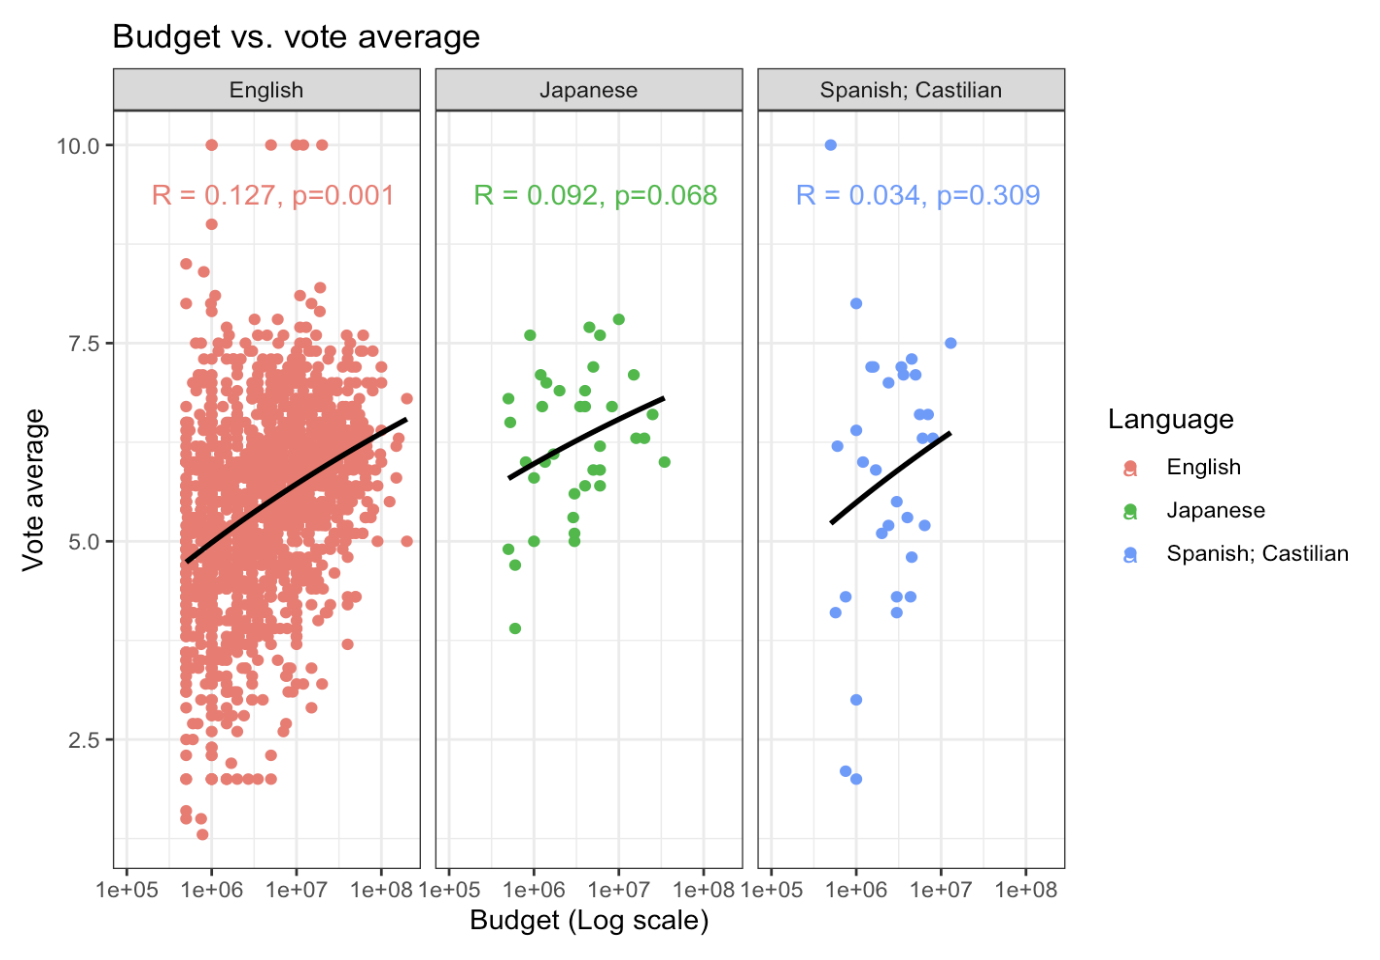 Budget vs. vote average
English
Japanese
Spanish; Castilian
R = 0.127, p=0.001
R = 0.092, p=0.068
R = 0.034, p=0.309
10.0
7.5
5.0
2.5
Vote average
1e+05 1e+06 1e+07 1e+08
1e+05 1e+06 1e+07 1e+08
1e+05 1e+06 1e+07 1e+08
Budget (Log scale)
Language
a English
a Japanese
a Spanish; Castilian